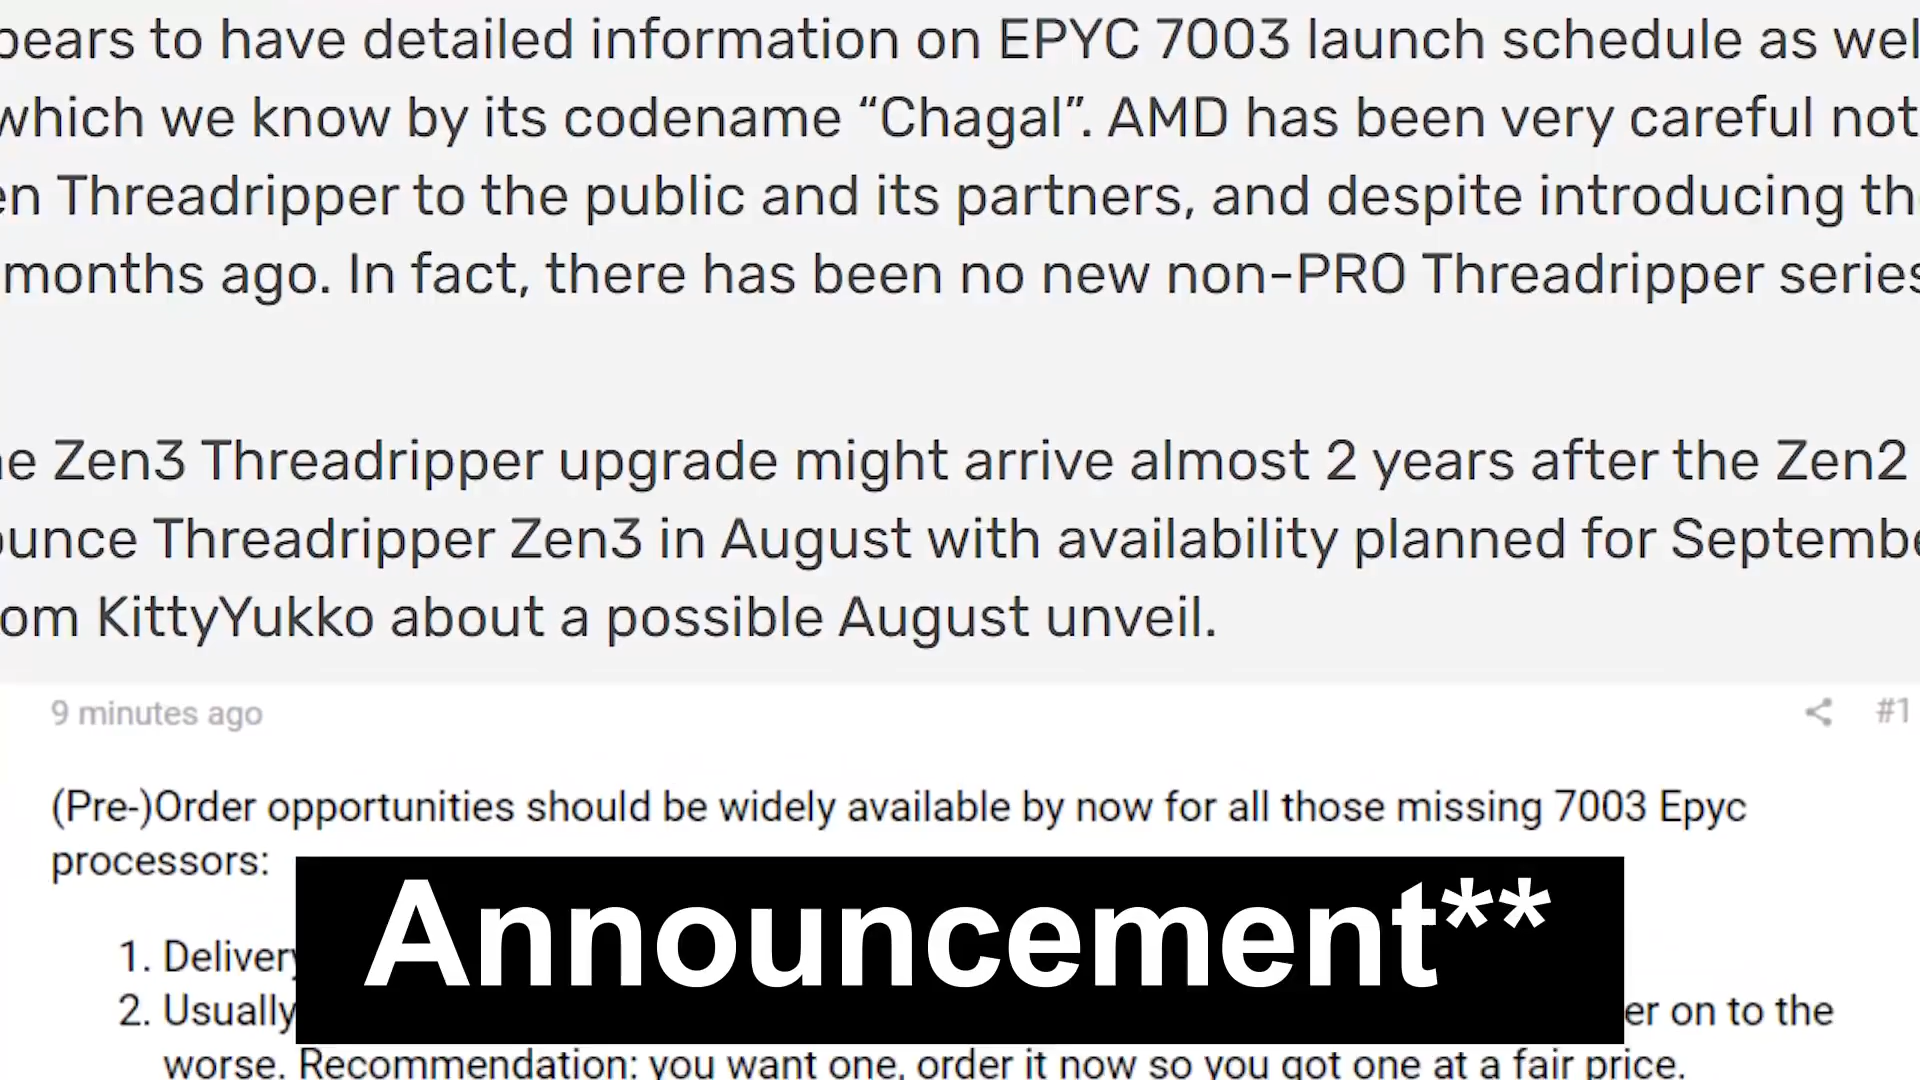 pears to have detailed information on EPYC 7003 launch schedule as wel
which we know by its codename “Chagal”. AMD has been very careful not
en Threadripper to the public and its partners, and despite introducing th
months ago. In fact, there has been no new non-PRO Threadripper series
e Zen3 Threadripper upgrade might arrive almost 2 years after the Zen2
ounce Threadripper Zen3 in August with availability planned for Septembe
om KittyYukko about a possible August unveil.
9 minutes ago #1
(Pre-)Order opportunities should be widely available by now for all those missing 7003 Epyc
processors:
Announcement**
1. Delivery
2. Usually er on to the
worse. Recommendation: you want one, order it now so you got one at a fair price.